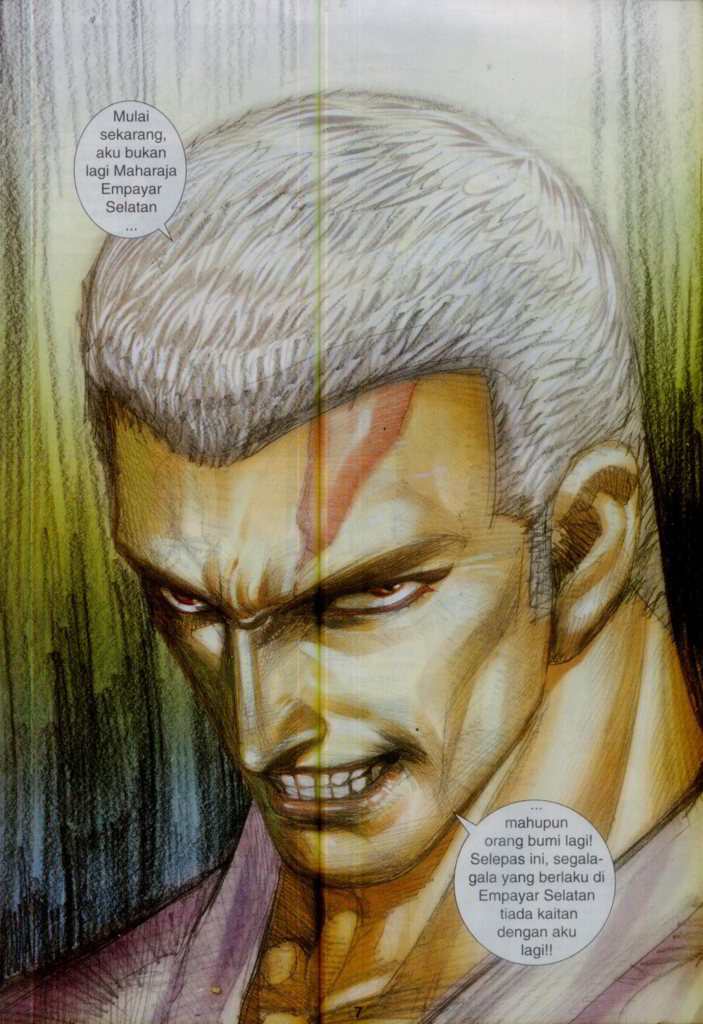 Mulai
sekarang,
aku bukan
lagi Maharaja
Empayar
Selatan
...
...
mahupun
orang bumi lagi!
Selepas ini, segala-
gala yang berlaku di
Empayar Selatan
tiada kaitan
dengan aku
lagi!!
7